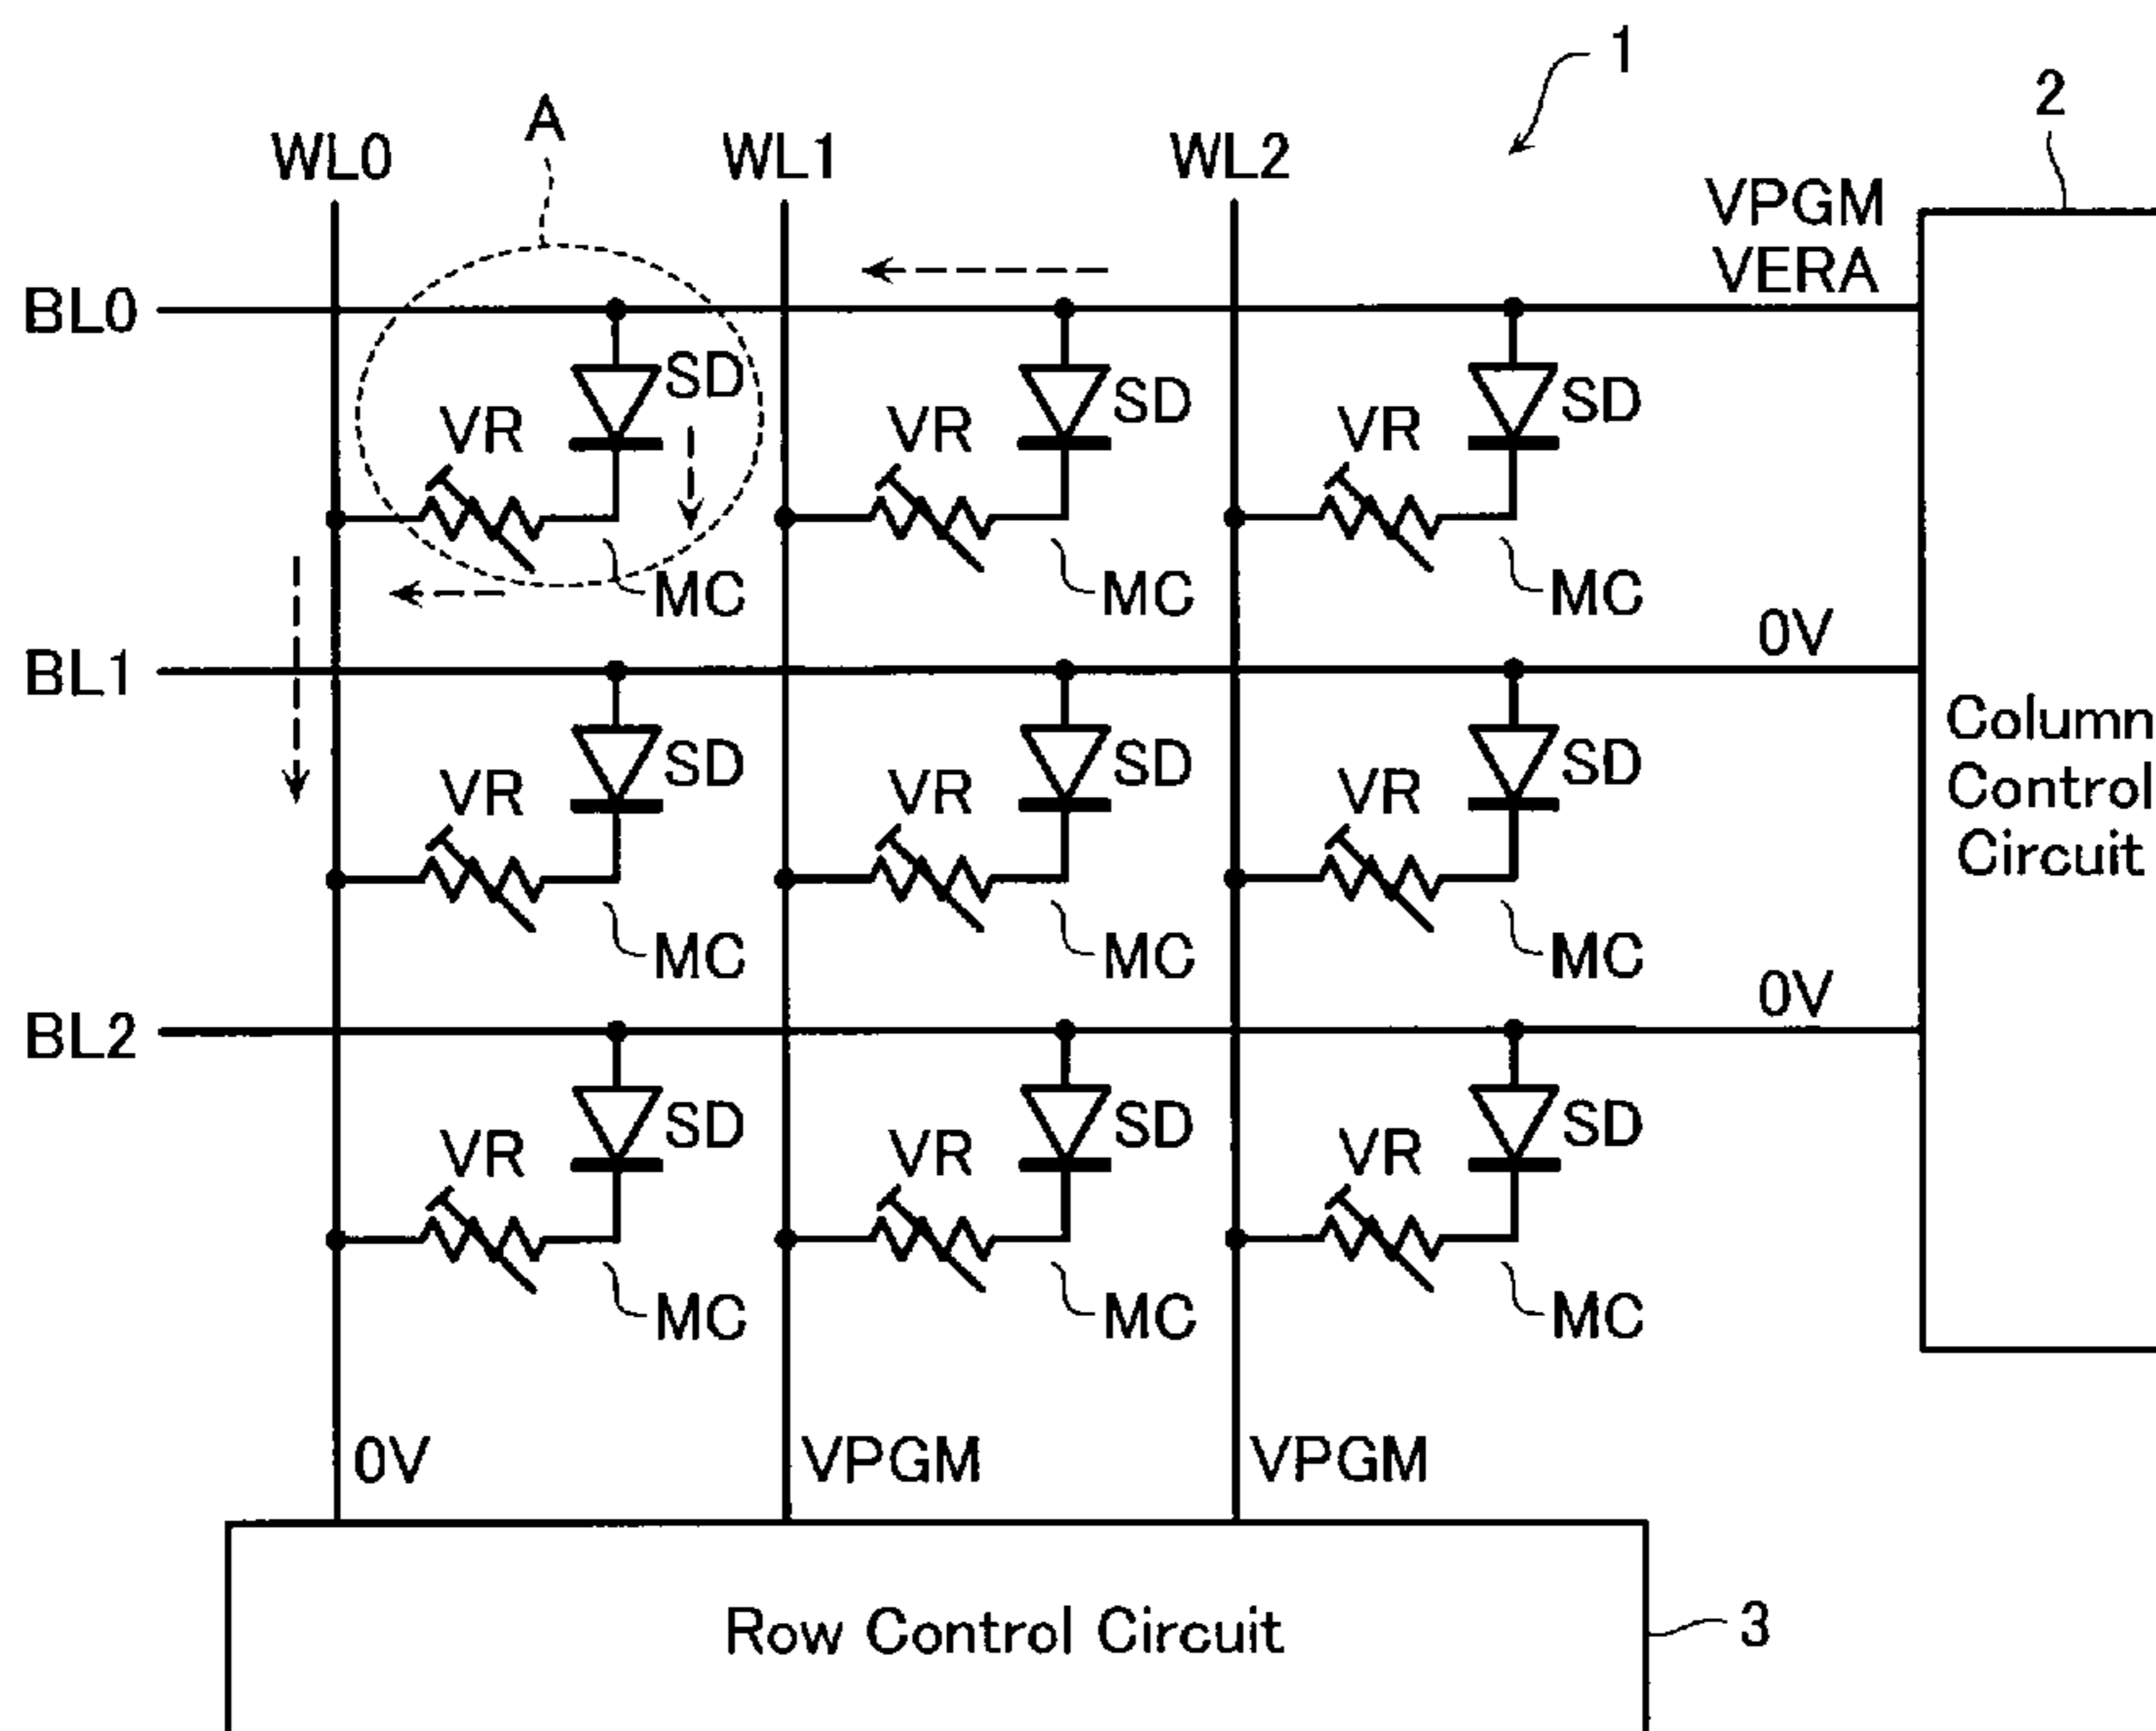 1
2
A
WL0 WL1 WL2
VPGM
VERA
BL0
SD SD SD
VR VR VR
MC MC MC
0V
BL1
Column
Control
Circuit
SD SD SD
VR VR VR
MC MC MC
0V
BL2
SD SD SD
VR VR VR
MC MC MC
0V VPGM VPGM
Row Control Circuit
3